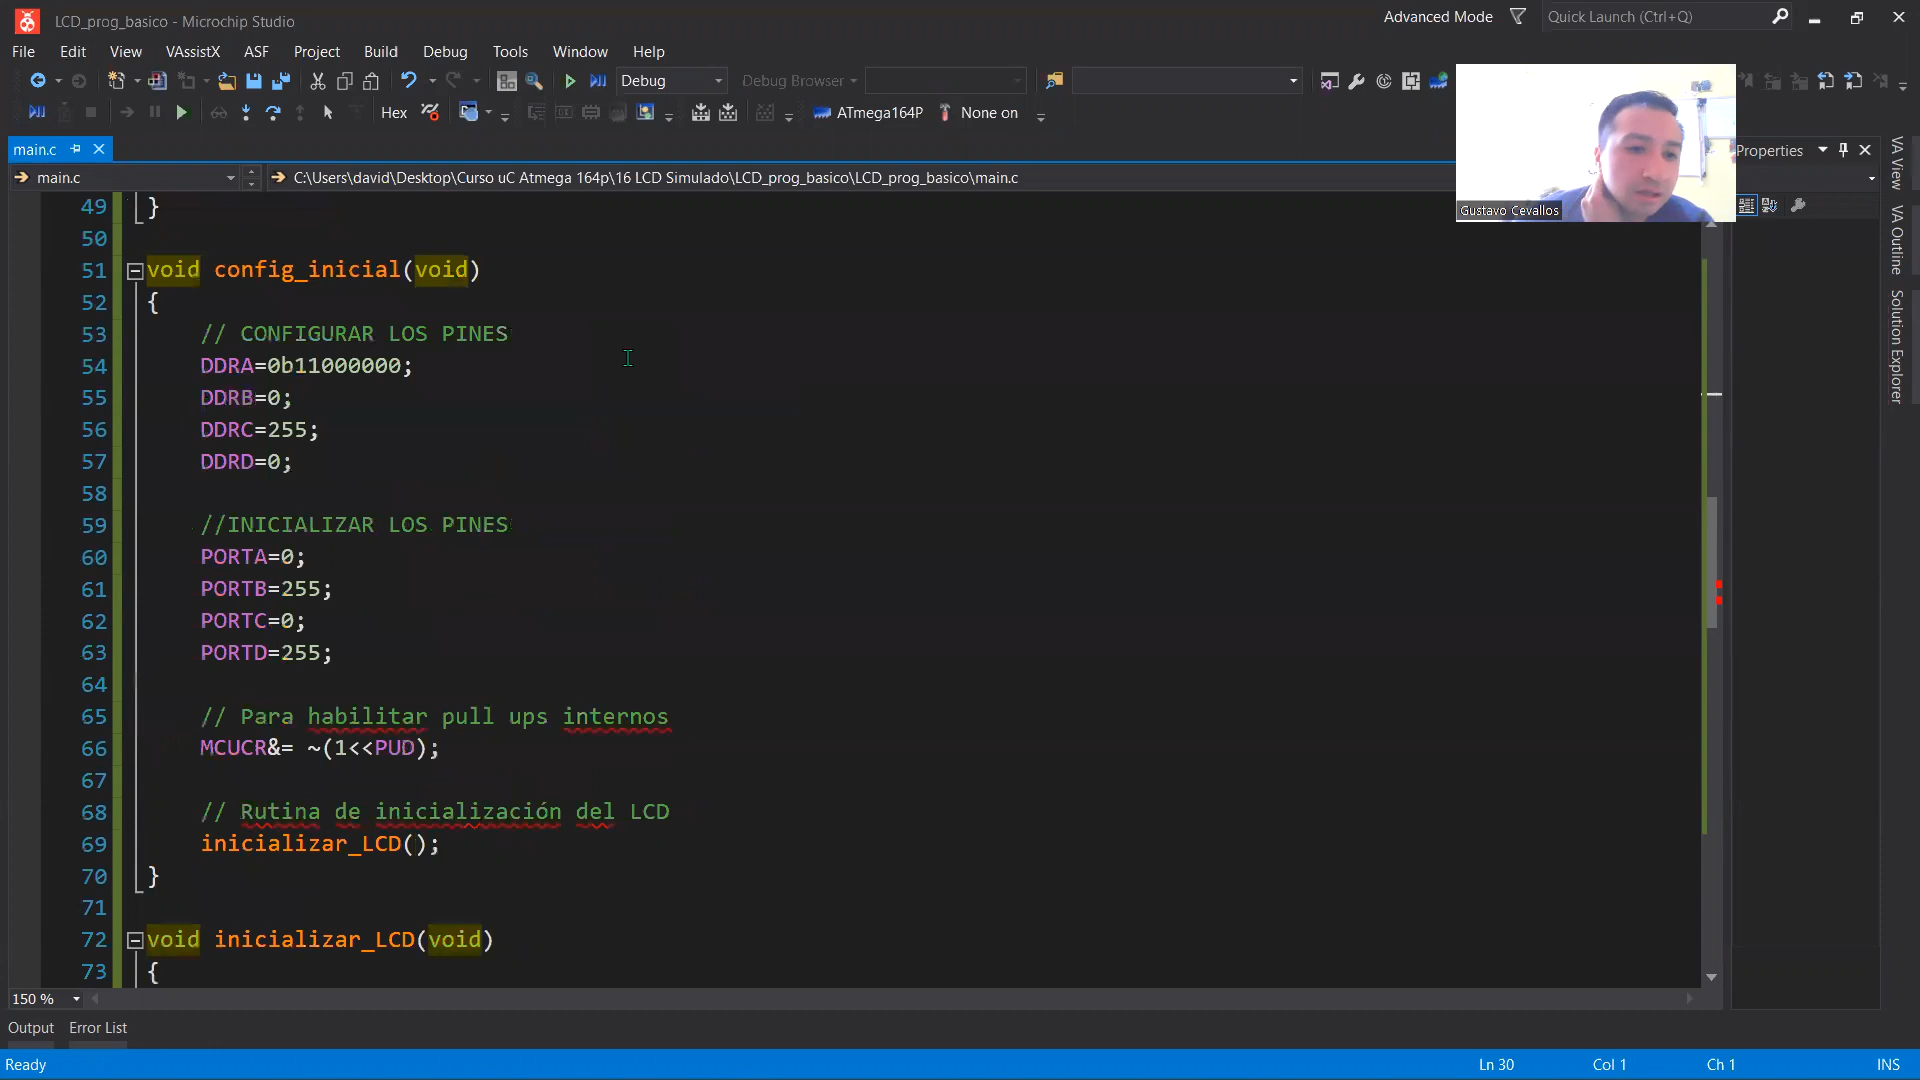 LCD_prog_basico - Microchip Studio
Advanced Mode
Quick Launch (Ctrl+Q)
File Edit View VAssistX ASF Project Build Debug Tools Window Help
Debug
Debug Browser
Hex
ATmega164P
None on
main.c
Properties
main.c
C:\Users\david\Desktop\Curso uC Atmega 164p\16 LCD Simulado\LCD_prog_basico\LCD_prog_basico\main.c
Gustavo Cevallos
VA View
VA Outline
Solution Explorer
49 }
50
51 void config_inicial(void)
52 {
53 // CONFIGURAR LOS PINES
54 DDRA=0b11000000;
55 DDRB=0;
56 DDRC=255;
57 DDRD=0;
58
59 //INICIALIZAR LOS PINES
60 PORTA=0;
61 PORTB=255;
62 PORTC=0;
63 PORTD=255;
64
65 // Para habilitar pull ups internos
66 MCUCR&= ~(1<<PUD);
67
68 // Rutina de inicialización del LCD
69 inicializar_LCD();
70 }
71
72 void inicializar_LCD(void)
73 {
150 %
Output Error List
Ready
Ln 30
Col 1
Ch 1
INS